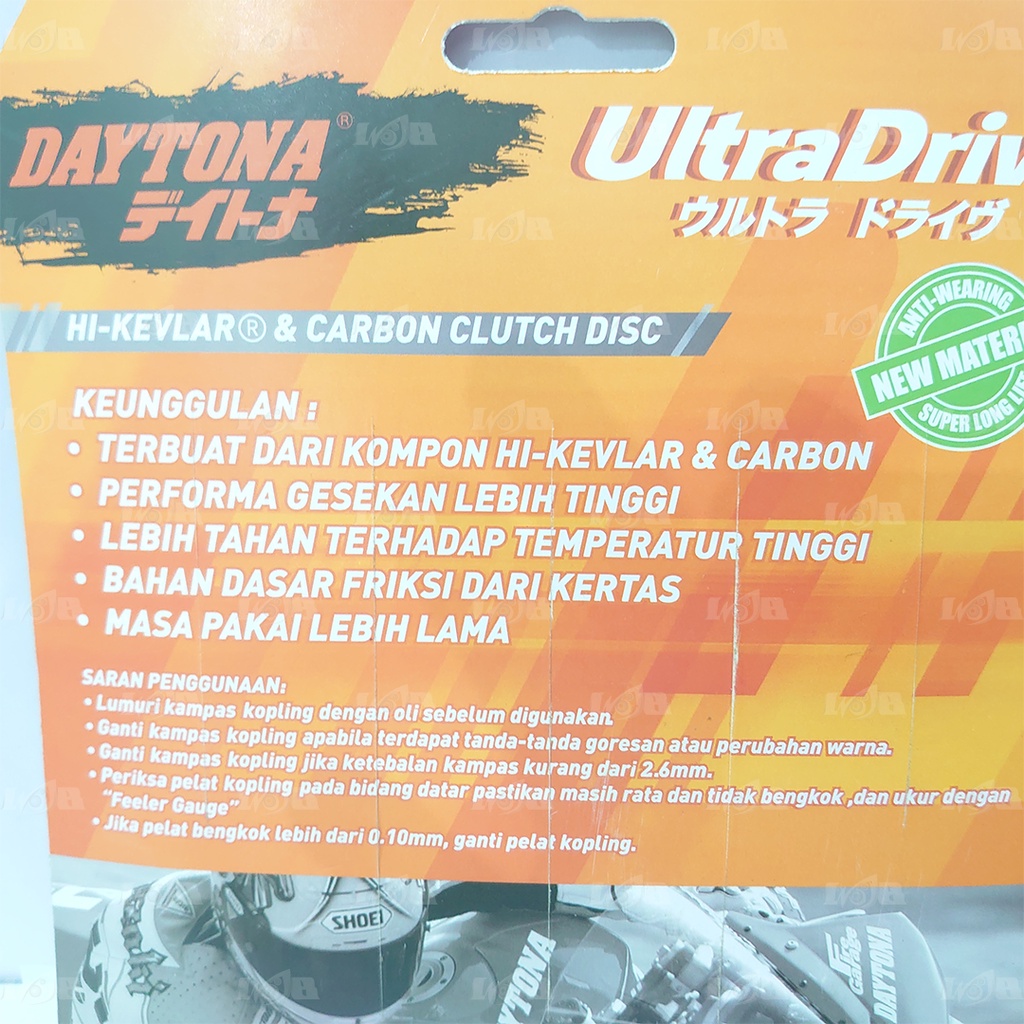 DAYTONA®
デイトナ
UltraDriv
ウルトラ ドライヴ
HI-KEVLAR® & CARBON CLUTCH DISC
ANTI-WEARING
NEW MATERI
SUPER LONG LI
KEUNGGULAN :
• TERBUAT DARI KOMPON HI-KEVLAR & CARBON
• PERFORMA GESEKAN LEBIH TINGGI
• LEBIH TAHAN TERHADAP TEMPERATUR TINGGI
• BAHAN DASAR FRIKSI DARI KERTAS
• MASA PAKAI LEBIH LAMA
SARAN PENGGUNAAN:
• Lumuri kampas kopling dengan oli sebelum digunakan.
• Ganti kampas kopling apabila terdapat tanda-tanda goresan atau perubahan warna.
• Ganti kampas kopling jika ketebalan kampas kurang dari 2.6mm.
• Periksa pelat kopling pada bidang datar pastikan masih rata dan tidak bengkok ,dan ukur dengan
"Feeler Gauge"
• Jika pelat bengkok lebih dari 0.10mm, ganti pelat kopling.
SHOEI
YTONA
DAYTONA